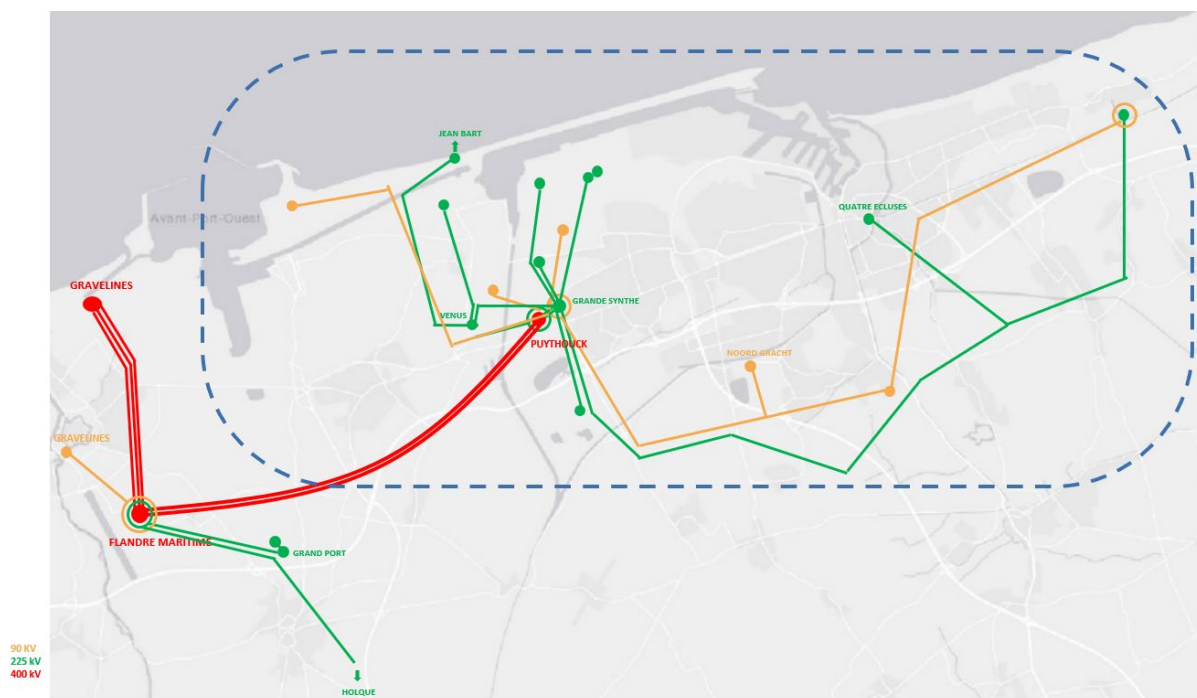 JEAN BART
Avant-Port-Ouest
QUATRE ECLUSES
GRAVELINES
GRANDE SYNTHE
VENUS
PUYTHOUCK
NOORD GRACHT
GRAVELINES
FLANDRE MARITIME
GRAND PORT
90 KV
225 kV
400 kV
HOLQUE